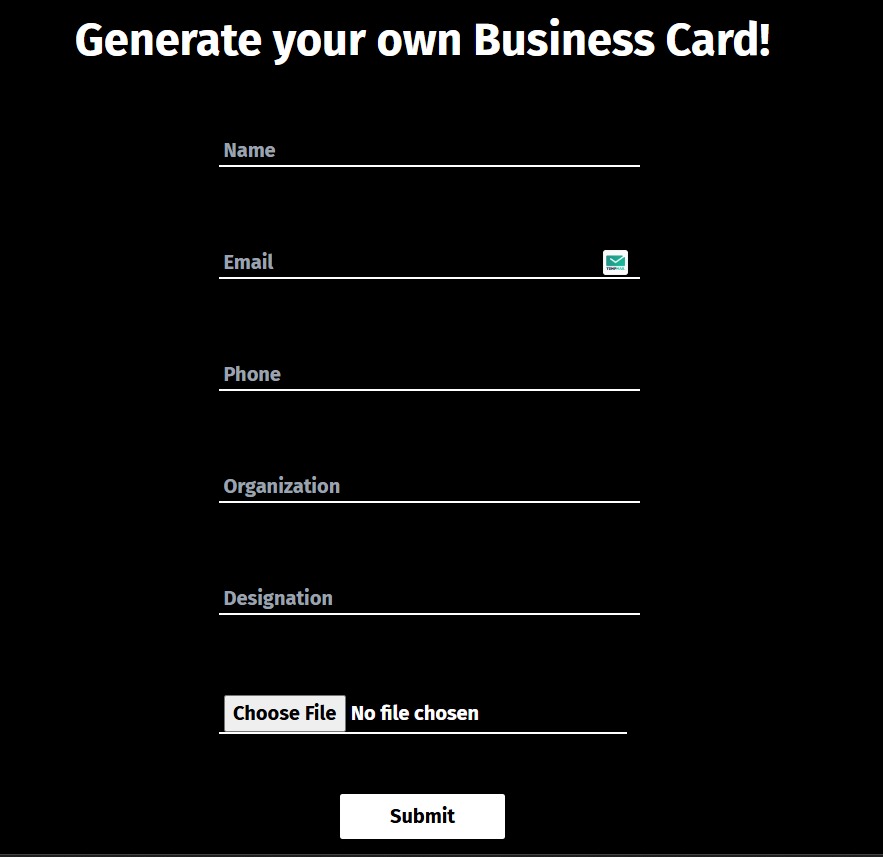 Generate your own Business Card!
Name
Email
Phone
Organization
Designation
Choose File No file chosen
Submit